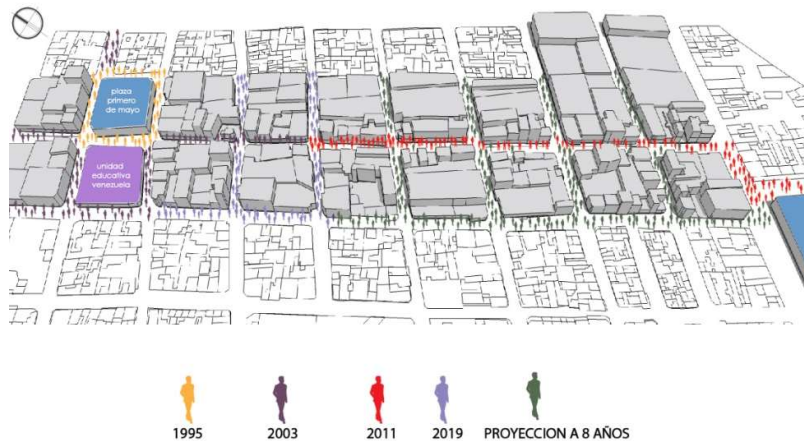 plaza
primero
de mayo
unidad
educativa
venezuela
1995
2003
2011
2019
PROYECCION A 8 AÑOS